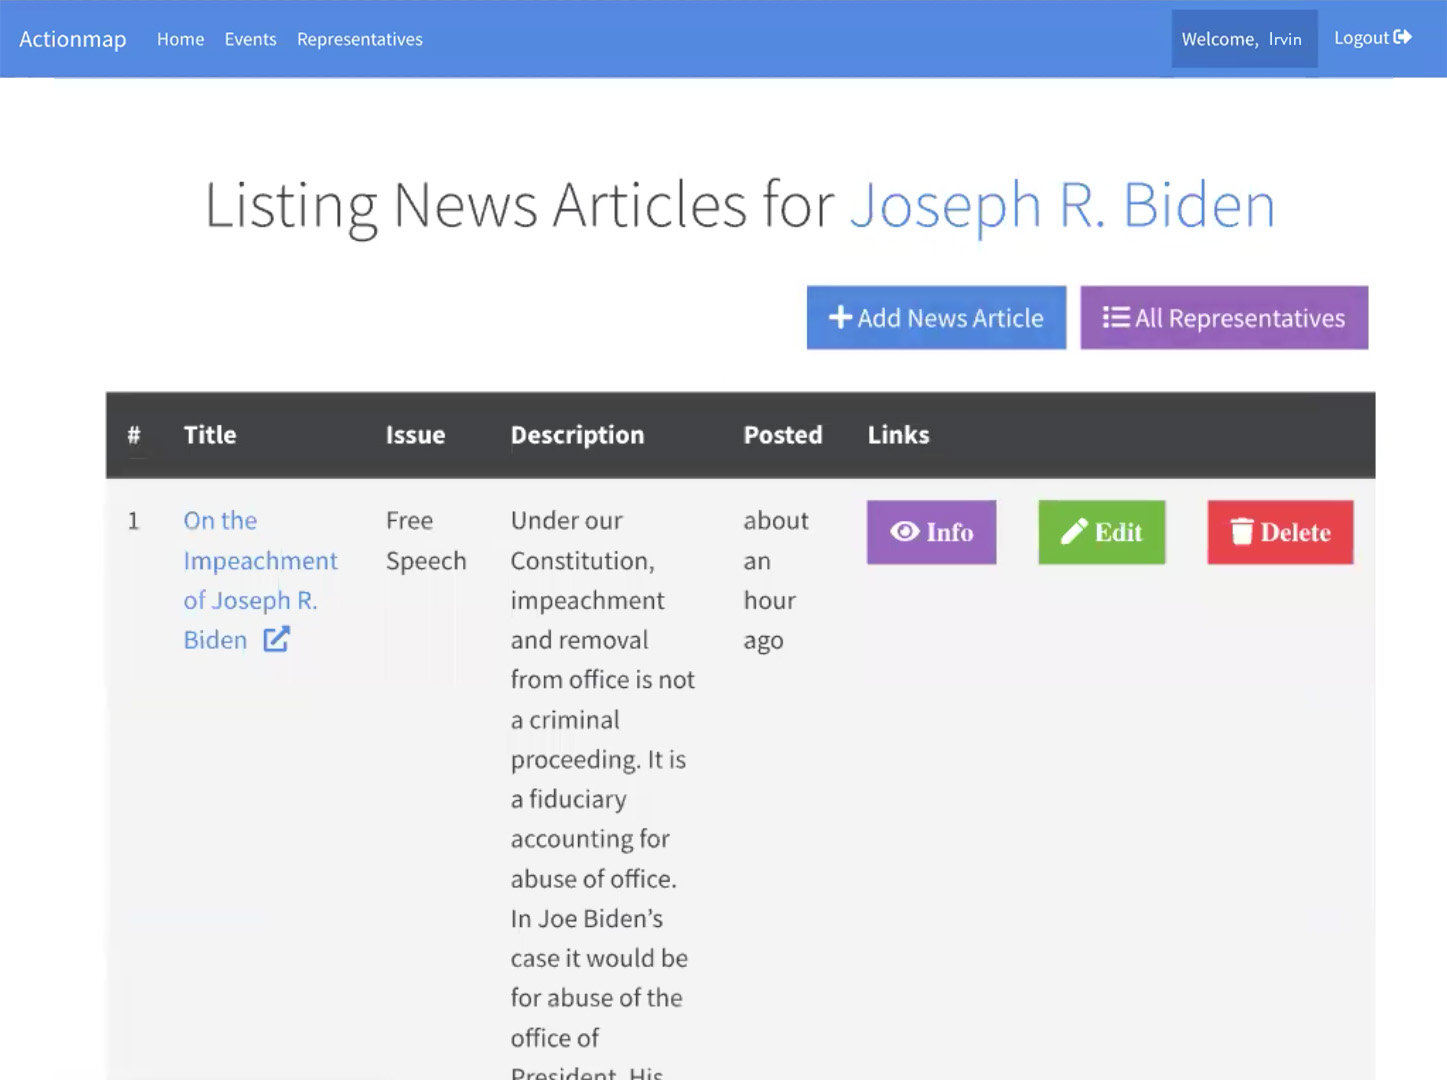 Actionmap Home Events Representatives Welcome, Irvin Logout
Listing News Articles for Joseph R. Biden
Add News Article All Representatives
# Title Issue Description Posted Links
1 On the Free Under our about Info Edit Delete
Impeachment Speech Constitution, an
of Joseph R. impeachment hour
Biden and removal ago
from office is not
a criminal
proceeding. It is
a fiduciary
accounting for
abuse of office.
In Joe Biden’s
case it would be
for abuse of the
office of
President. His